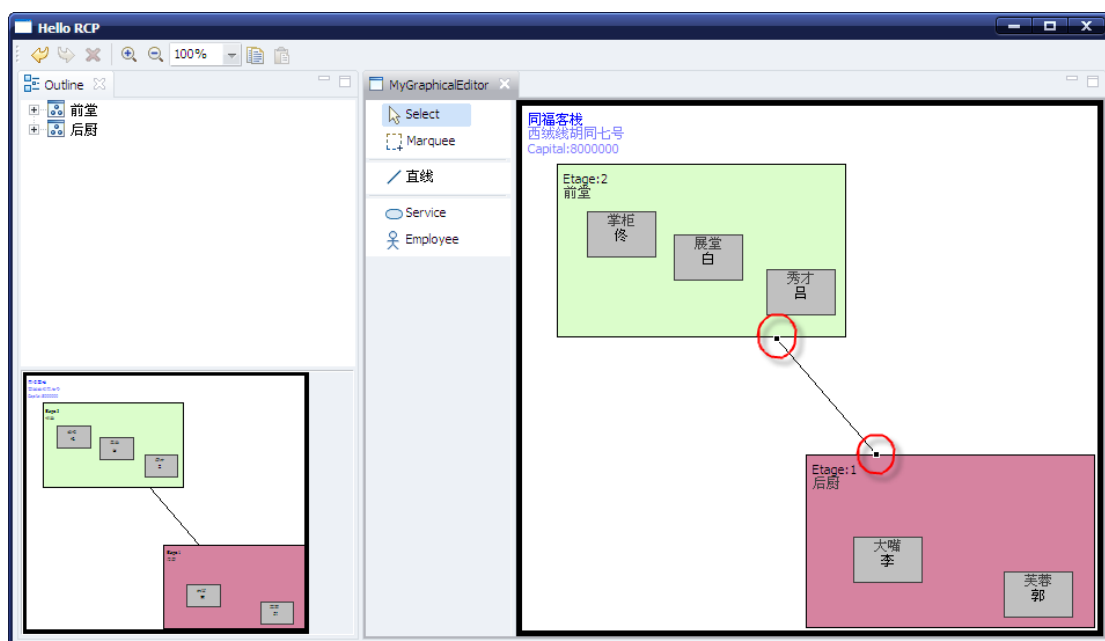 Hello RCP
100%
Outline
前堂
后厨
MyGraphicalEditor
Select
Marquee
直线
Service
Employee
同福客栈
西绒线胡同七号
Capital:8000000
Etage:2
前堂
掌柜
佟
展堂
白
秀才
吕
Etage:1
后厨
大嘴
李
芙蓉
郭